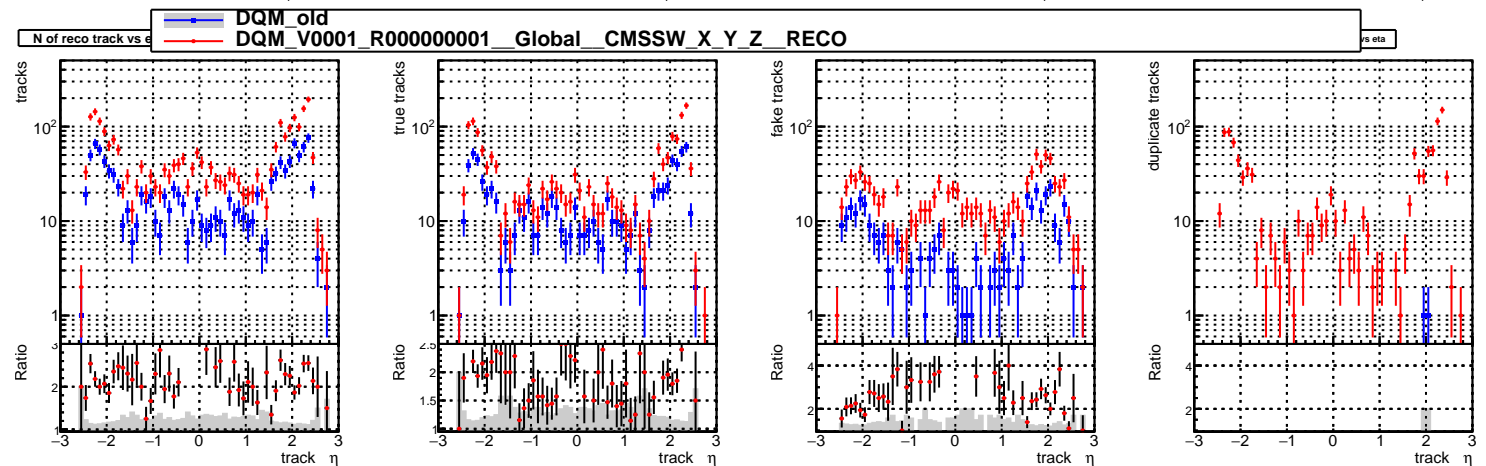 DQM_old
DQM_V0001_R000000001__Global__CMSSW_X_Y_Z__RECO
N of reco track vs e
vs eta
tracks
10²
10
1
Ratio
3
2
1
−3 −2 −1 0 1 2 3
track η
true tracks
10²
10
1
Ratio
2.5
2
1.5
1
−3 −2 −1 0 1 2 3
track η
fake tracks
10²
10
1
Ratio
4
2
−3 −2 −1 0 1 2 3
track η
duplicate tracks
10²
10
1
Ratio
4
2
−3 −2 −1 0 1 2 3
track η